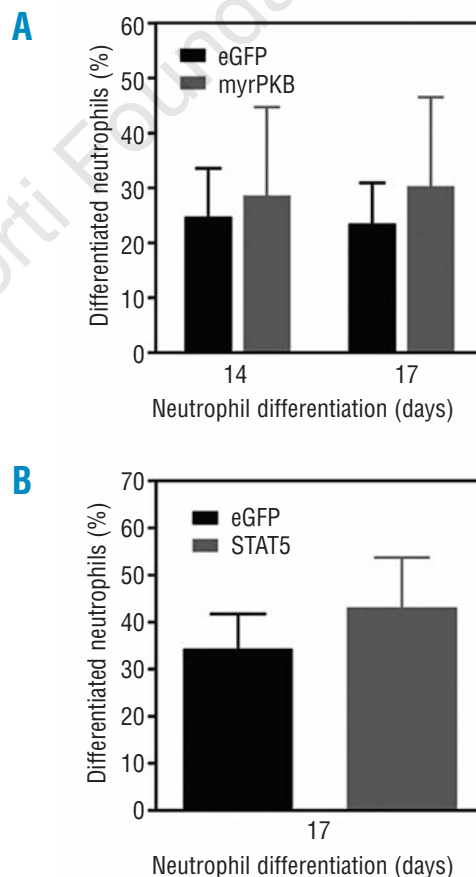 A
Differentiated neutrophils (%)
60
50
40
30
20
10
0
eGFP
myrPKB
14
17
Neutrophil differentiation (days)
B
Differentiated neutrophils (%)
70
60
50
40
30
20
10
0
eGFP
STAT5
17
Neutrophil differentiation (days)